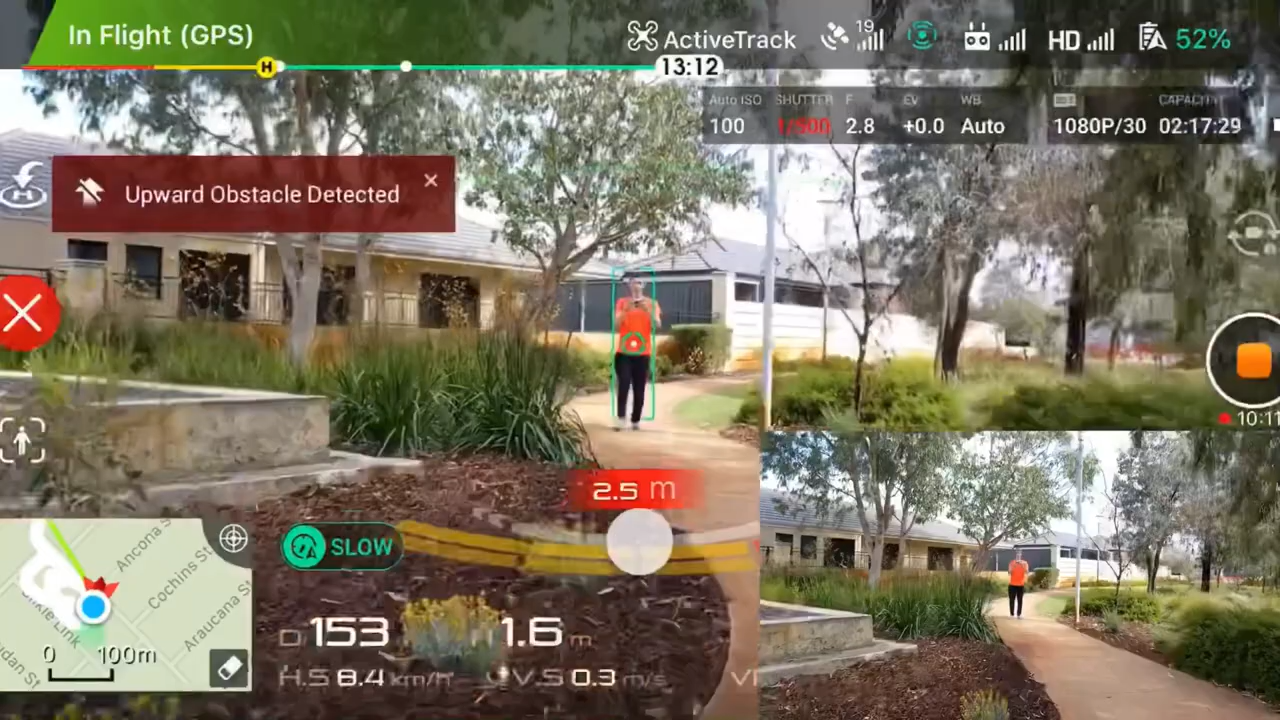 In Flight (GPS)
ActiveTrack
19
HD
52%
H
13:12
Auto ISO SHUTTER F EV WB CAPACITY
100 1/500 2.8 +0.0 Auto 1080P/30 02:17:29
Upward Obstacle Detected
10:11
2.5 m
SLOW
Ancona S
Cochins St
Araucana S
Link
dan St
0 100m
D 153 1.6 m
H.S 8.4 km/h V.S 0.3 m/s